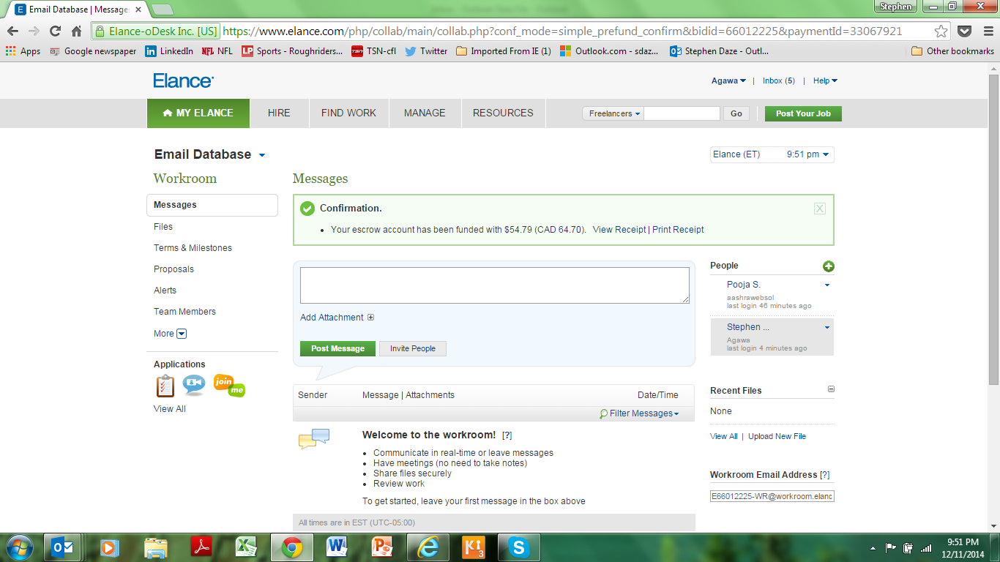 Email Database | Message:
Stephen
Elance-oDesk Inc. [US] https://www.elance.com/php/collab/main/collab.php?conf_mode=simple_prefund_confirm&bidid=66012225&paymentId=33067921
Apps Google newspaper LinkedIn NFL NFL LP Sports - Roughriders... TSN TSN-cfl Twitter Imported From IE (1) Outlook.com - sdaz... Stephen Daze - Outl... Other bookmarks
Elance
Agawa | Inbox (5) | Help
MY ELANCE HIRE FIND WORK MANAGE RESOURCES Freelancers Go Post Your Job
Email Database
Elance (ET) 9:51 pm
Workroom
Messages
Files
Terms & Milestones
Proposals
Alerts
Team Members
More
Applications
join me
View All
Messages
Confirmation.
X
• Your escrow account has been funded with $54.79 (CAD 64.70). View Receipt | Print Receipt
Add Attachment
Post Message Invite People
Sender Message | Attachments Date/Time
Filter Messages
Welcome to the workroom! [?]
• Communicate in real-time or leave messages
• Have meetings (no need to take notes)
• Share files securely
• Review work
To get started, leave your first message in the box above
All times are in EST (UTC-05:00)
People
Pooja S.
aashrawebsol
last login 46 minutes ago
Stephen ...
Agawa
last login 4 minutes ago
Recent Files
None
View All | Upload New File
Workroom Email Address [?]
E66012225-WR@workroom.elanc
9:51 PM
12/11/2014